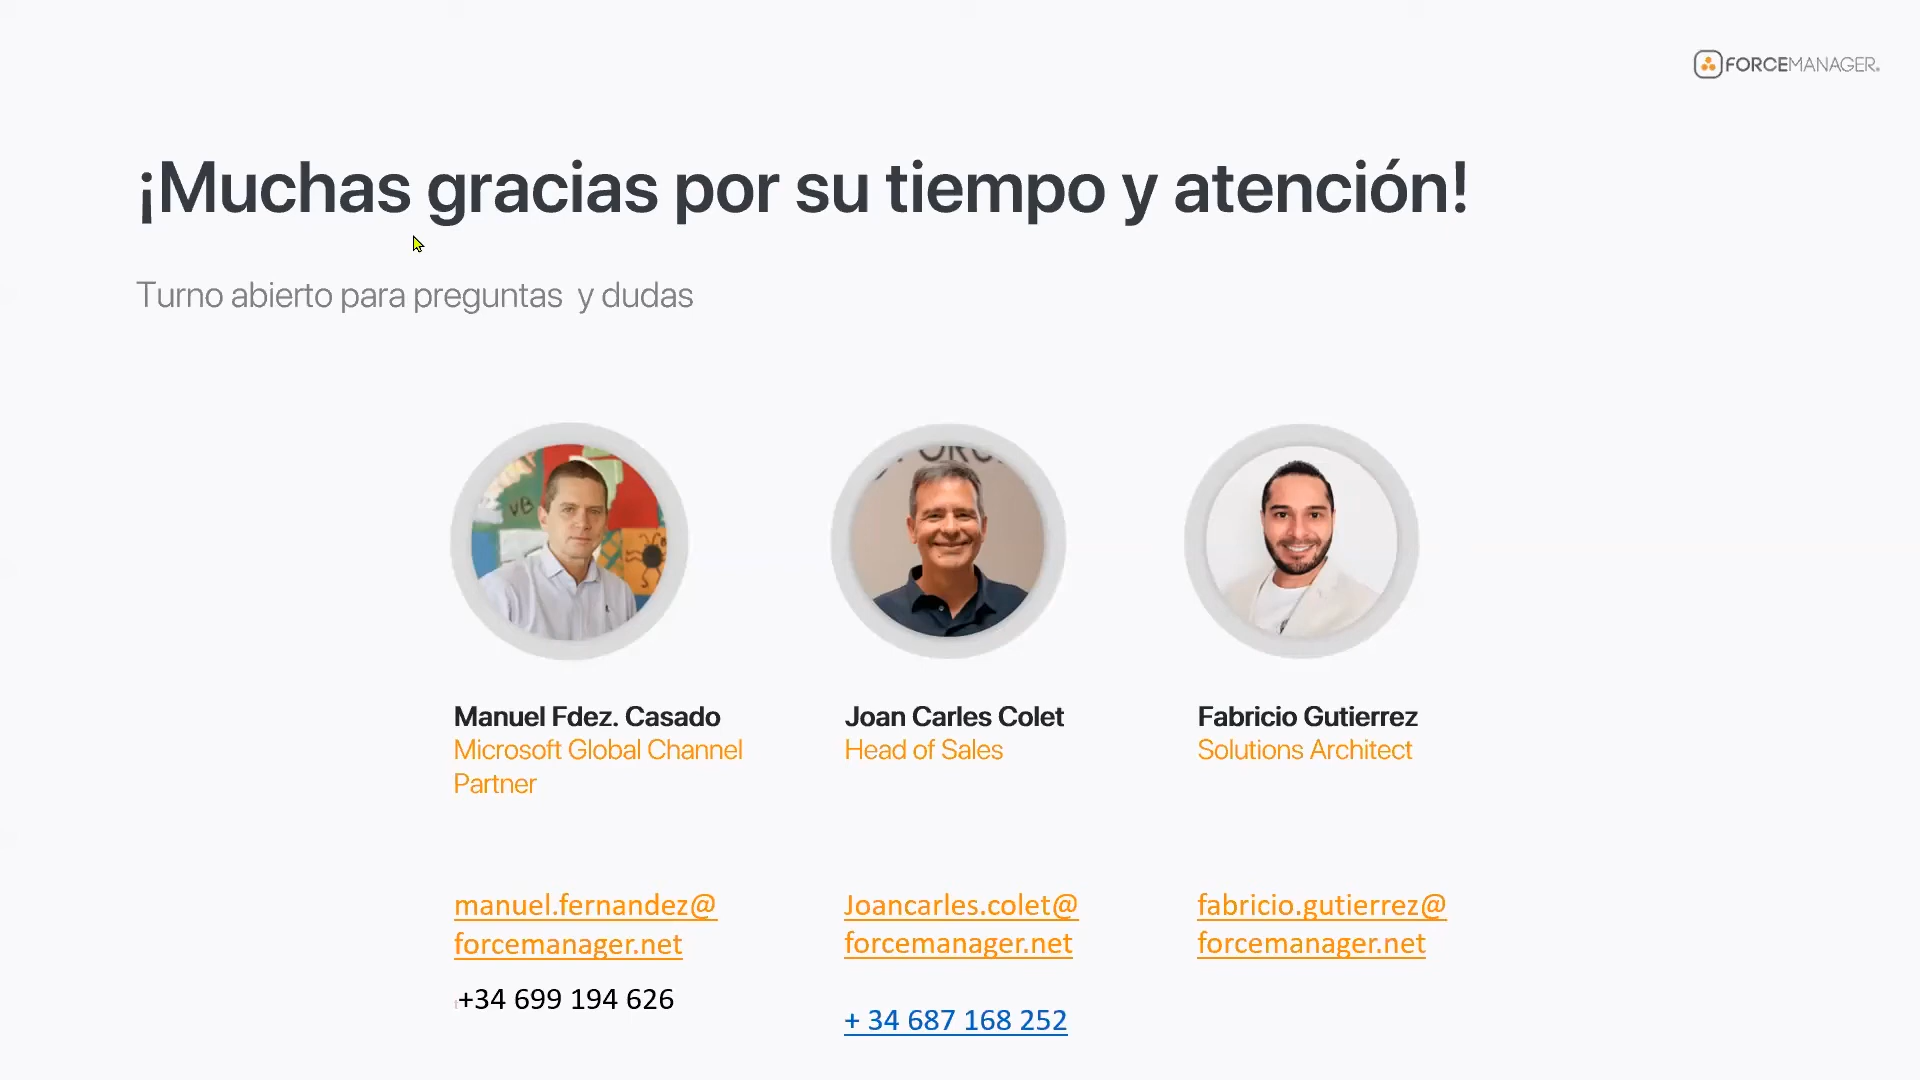 FORCEMANAGER
¡Muchas gracias por su tiempo y atención!
Turno abierto para preguntas y dudas
VB
FORC
Manuel Fdez. Casado
Microsoft Global Channel
Partner
Joan Carles Colet
Head of Sales
Fabricio Gutierrez
Solutions Architect
manuel.fernandez@
forcemanager.net
+34 699 194 626
Joancarles.colet@
forcemanager.net
+ 34 687 168 252
fabricio.gutierrez@
forcemanager.net